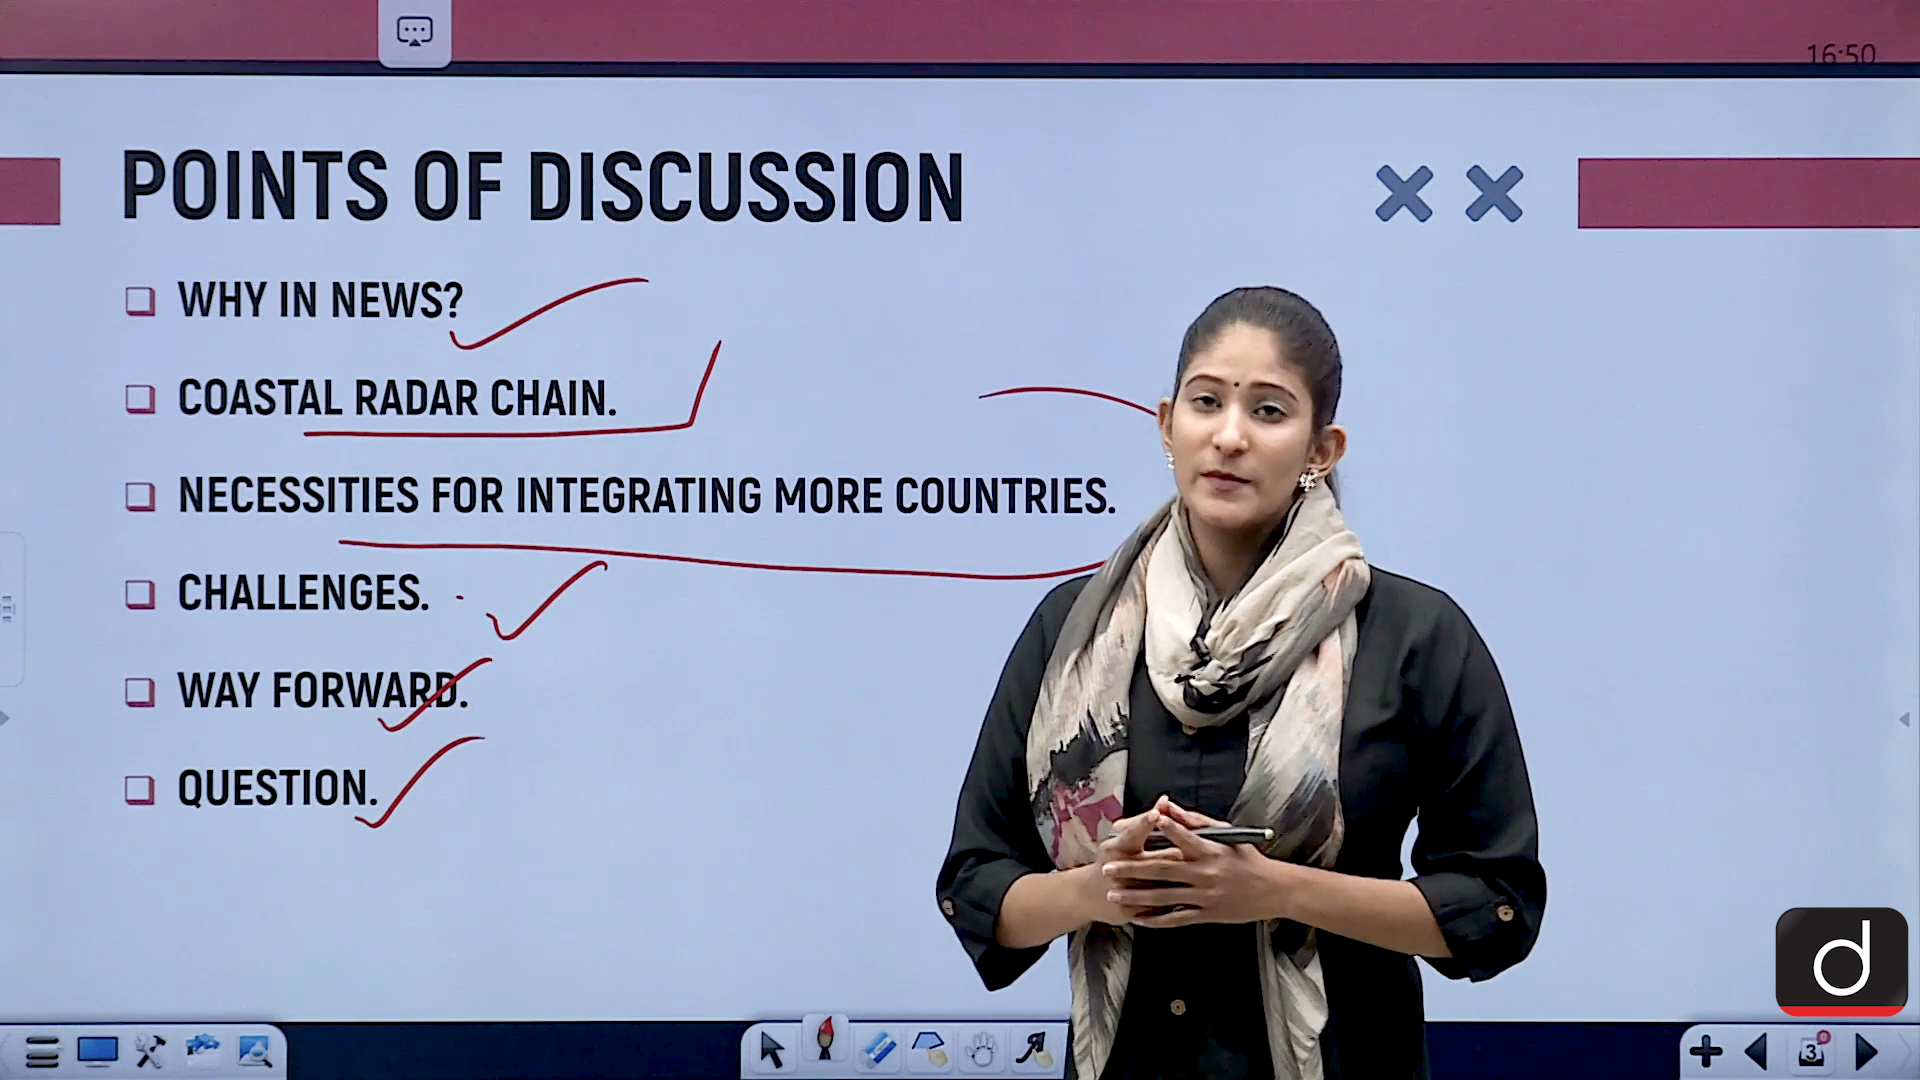 16:50
POINTS OF DISCUSSION
WHY IN NEWS?
COASTAL RADAR CHAIN.
NECESSITIES FOR INTEGRATING MORE COUNTRIES.
CHALLENGES.
WAY FORWARD.
QUESTION.
d
3